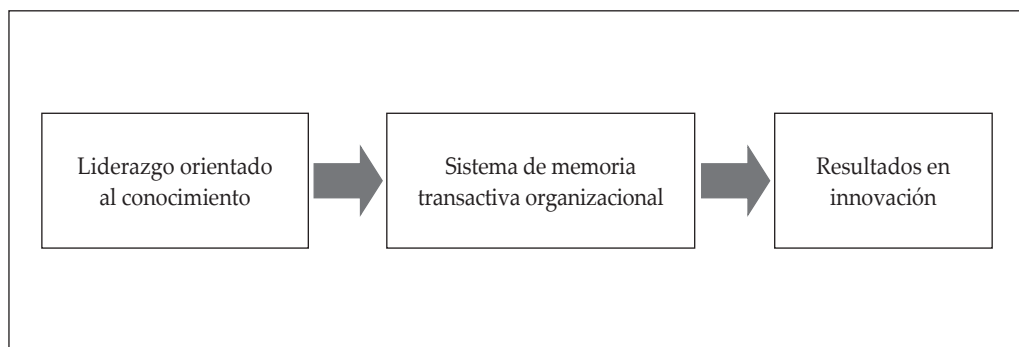 Liderazgo orientado
al conocimiento
Sistema de memoria
transactiva organizacional
Resultados en
innovación